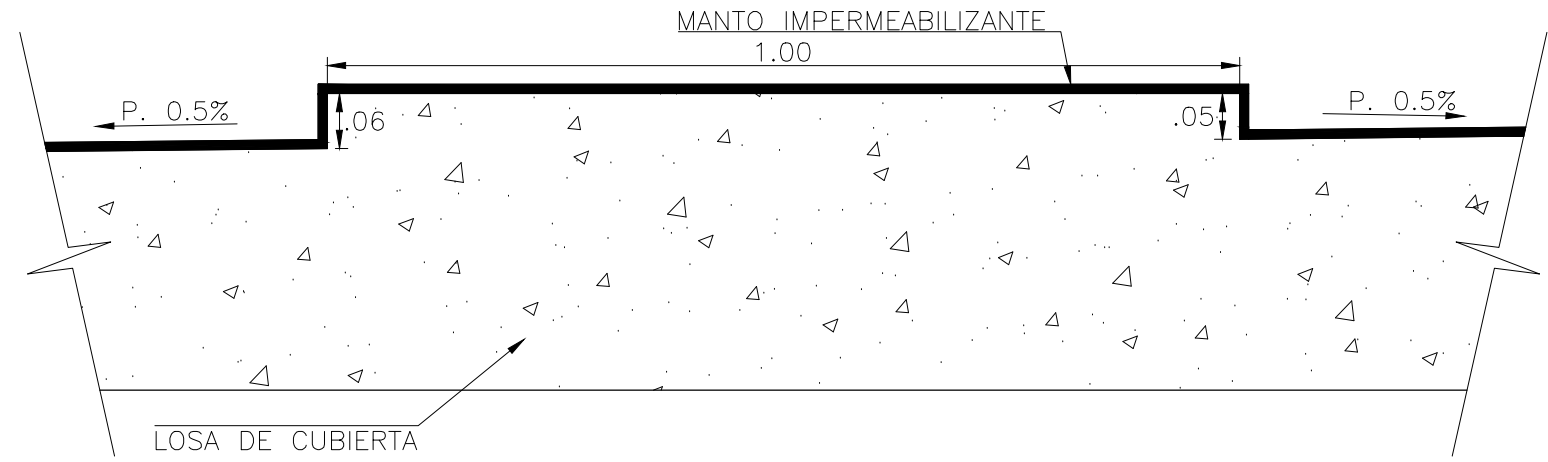 MANTO IMPERMEABILIZANTE
1.00
P. 0.5%
P. 0.5%
.06
.05
LOSA DE CUBIERTA